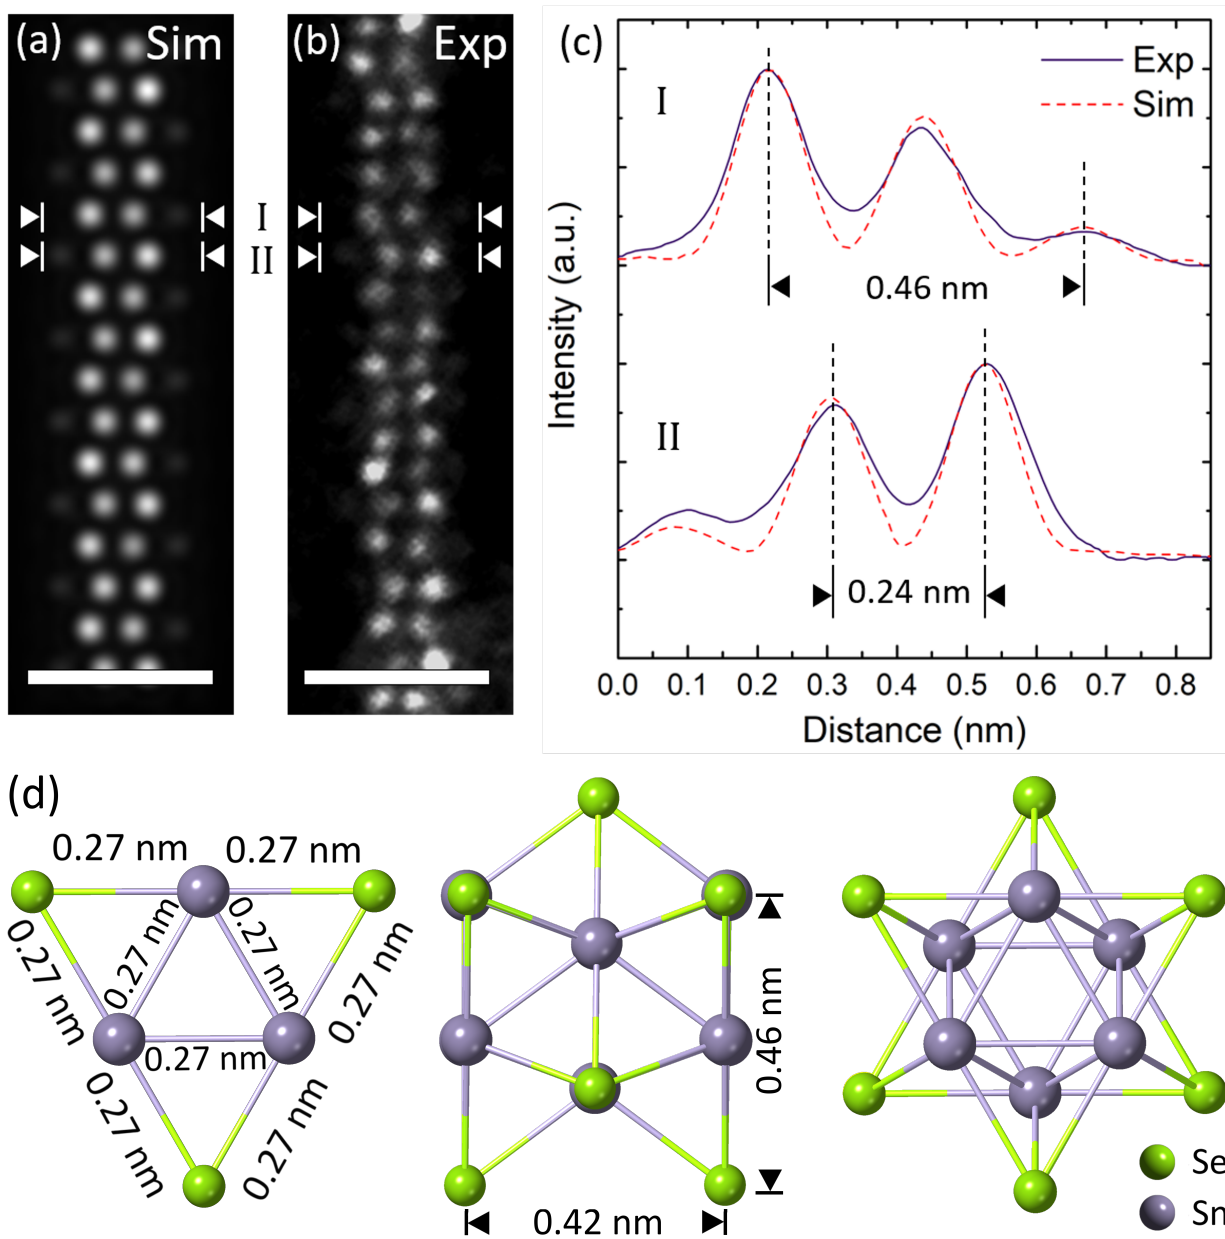 (a) Sim
(b) Exp
I
II
(c)
Exp
Sim
I
0.46 nm
II
0.24 nm
Intensity (a.u.)
0.0 0.1 0.2 0.3 0.4 0.5 0.6 0.7 0.8
Distance (nm)
(d)
0.27 nm 0.27 nm
0.27 nm 0.27 nm 0.27 nm 0.27 nm
0.27 nm
0.27 nm 0.27 nm
0.46 nm
0.42 nm
Se
Sn